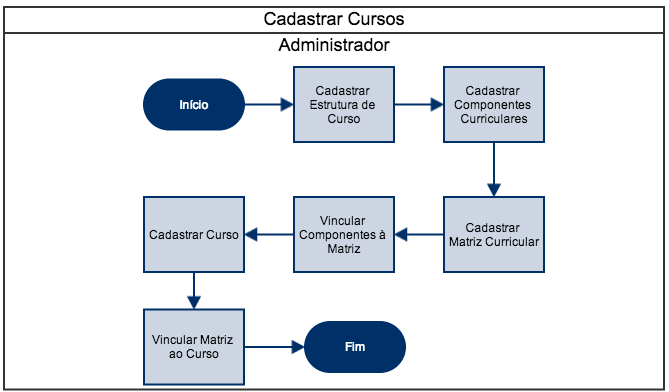 Cadastrar Cursos
Administrador
Início
Cadastrar
Estrutura de
Curso
Cadastrar
Componentes
Curriculares
Cadastrar
Matriz Curricular
Vincular
Componentes à
Matriz
Cadastrar Curso
Vincular Matriz
ao Curso
Fim